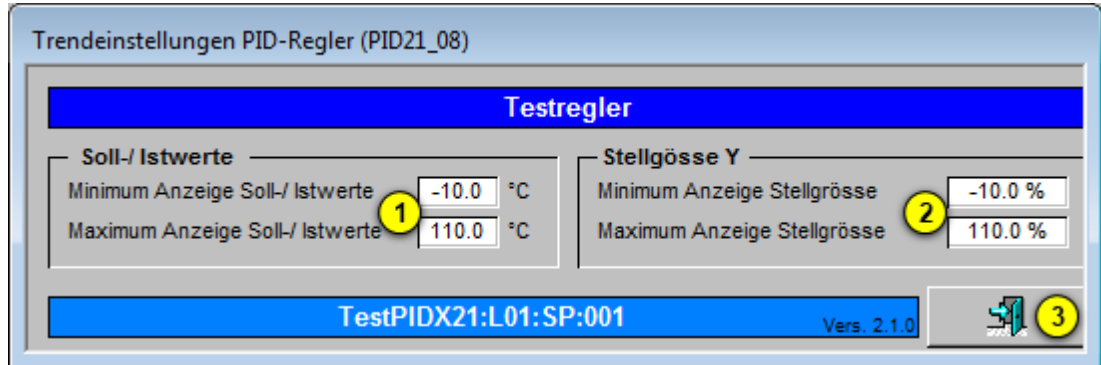 Trendeinstellungen PID-Regler (PID21_08)
Testregler
Soll-/ Istwerte
Minimum Anzeige Soll-/ Istwerte -10.0 °C
Maximum Anzeige Soll-/ Istwerte 110.0 °C
1
Stellgösse Y
Minimum Anzeige Stellgrösse -10.0 %
Maximum Anzeige Stellgrösse 110.0 %
2
TestPIDX21:L01:SP:001 Vers. 2.1.0
3